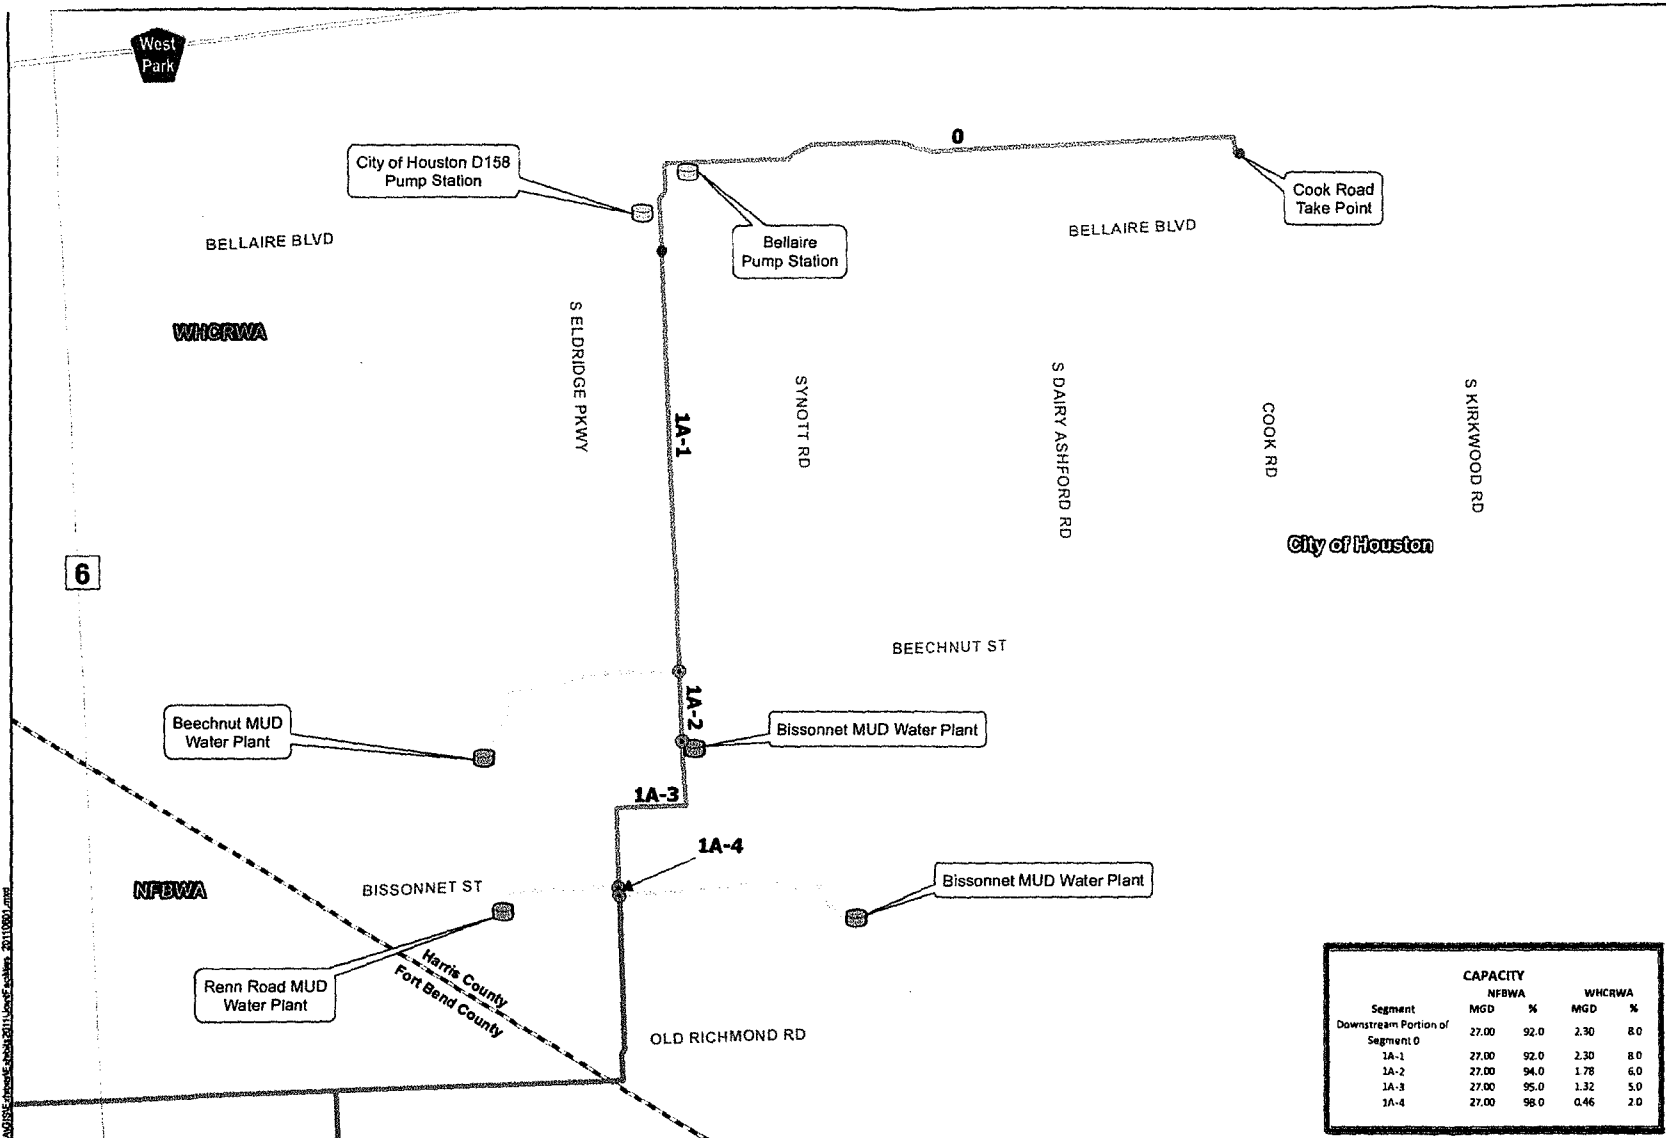 West
Park
0
City of Houston D158
Pump Station
Cook Road
Take Point
BELLAIRE BLVD
BELLAIRE BLVD
Bellaire
Pump Station
WHCRWA
S ELDRIDGE PKWY
1A-1
SYNOTT RD
S DAIRY ASHFORD RD
COOK RD
S KIRKWOOD RD
City of Houston
6
BEECHNUT ST
1A-2
Beechnut MUD
Water Plant
Bissonnet MUD Water Plant
1A-3
1A-4
NFBWA
BISSONNET ST
Bissonnet MUD Water Plant
Harris County
Fort Bend County
Renn Road MUD
Water Plant
OLD RICHMOND RD
CAPACITY
NFBWA WHCRWA
Segment MGD % MGD %
Downstream Portion of Segment 0 27.00 92.0 2.30 8.0
1A-1 27.00 92.0 2.30 8.0
1A-2 27.00 94.0 1.78 6.0
1A-3 27.00 95.0 1.32 5.0
1A-4 27.00 98.0 0.46 2.0